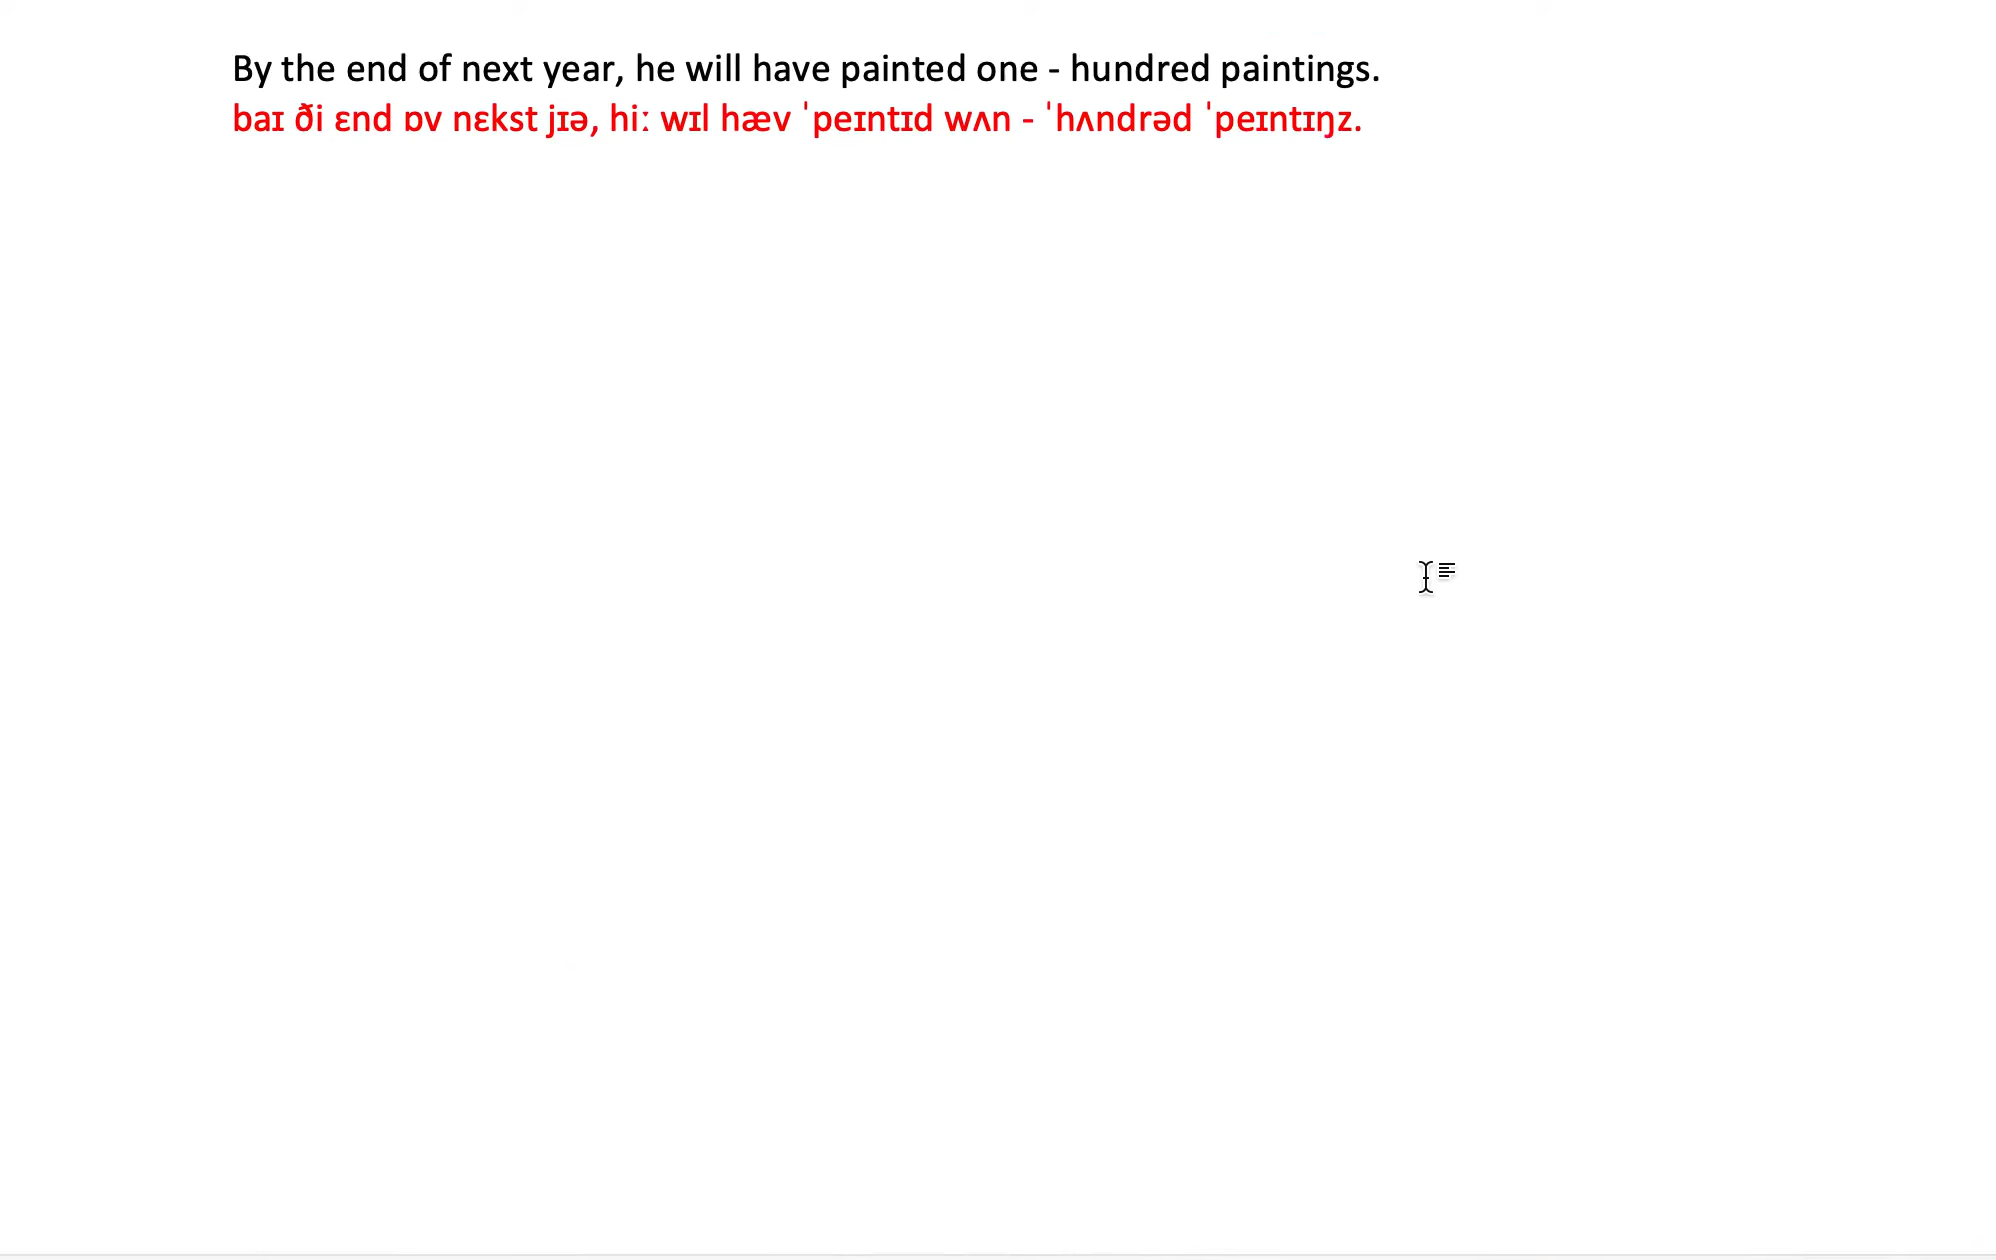 By the end of next year, he will have painted one - hundred paintings.
baɪ ði ɛnd ɒv nɛkst jɪə, hiː wɪl hæv ˈpeɪntɪd wʌn - ˈhʌndrəd ˈpeɪntɪŋz.